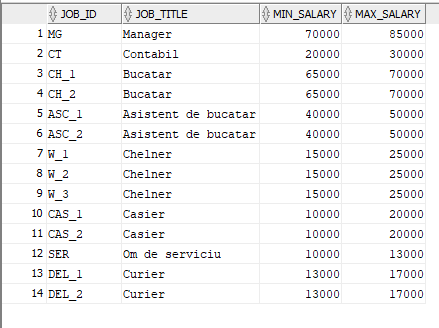 JOB_ID JOB_TITLE MIN_SALARY MAX_SALARY
1 MG Manager 70000 85000
2 CT Contabil 20000 30000
3 CH_1 Bucatar 65000 70000
4 CH_2 Bucatar 65000 70000
5 ASC_1 Asistent de bucatar 40000 50000
6 ASC_2 Asistent de bucatar 40000 50000
7 W_1 Chelner 15000 25000
8 W_2 Chelner 15000 25000
9 W_3 Chelner 15000 25000
10 CAS_1 Casier 10000 20000
11 CAS_2 Casier 10000 20000
12 SER Om de serviciu 10000 13000
13 DEL_1 Curier 13000 17000
14 DEL_2 Curier 13000 17000